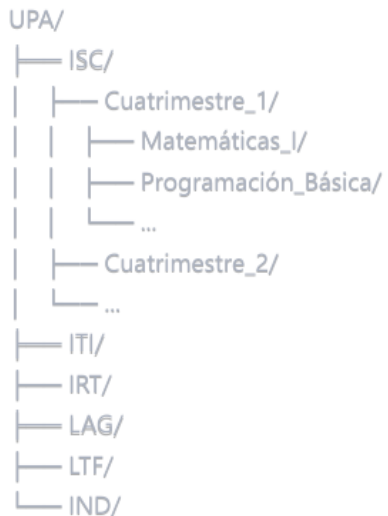 UPA/
├── ISC/
│   ├── Cuatrimestre_1/
│   │   ├── Matemáticas_I/
│   │   ├── Programación_Básica/
│   │   └── ...
│   ├── Cuatrimestre_2/
│   └── ...
├── ITI/
├── IRT/
├── LAG/
├── LTF/
└── IND/